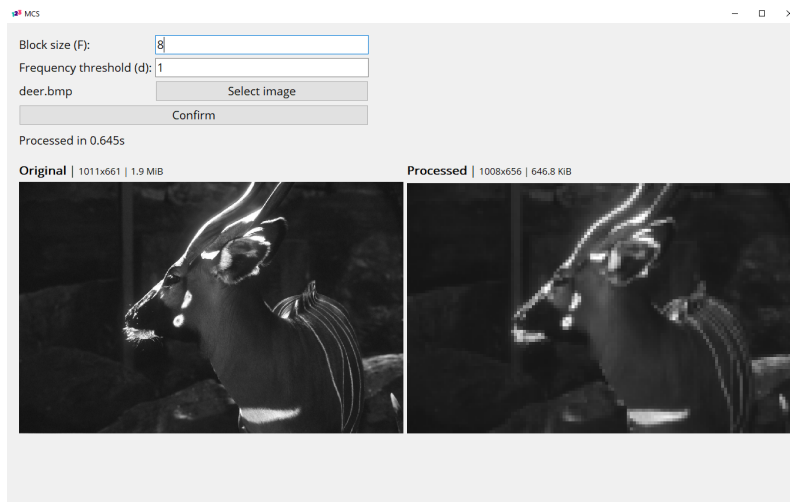 MCS
Block size (F): 8
Frequency threshold (d): 1
deer.bmp Select image
Confirm
Processed in 0.645s
Original | 1011x661 | 1.9 MiB
Processed | 1008x656 | 646.8 KiB